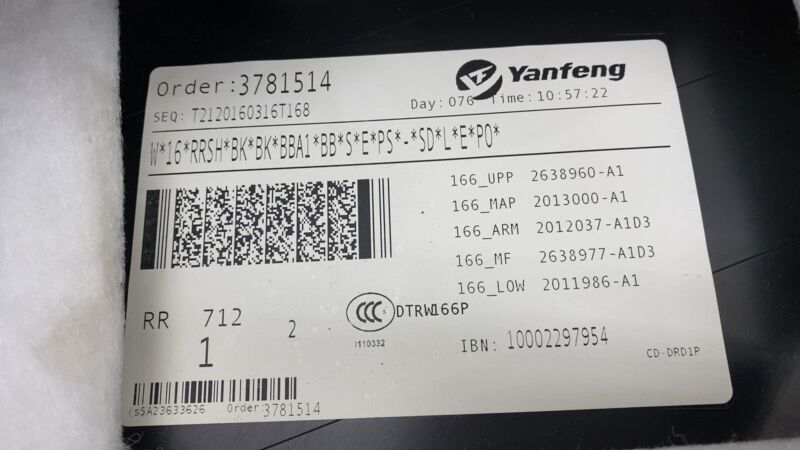 Order:3781514
Yanfeng
SEQ: T2120160316T168
Day: 076 Time: 10:57:22
W*16*RRSH*BK*BK*BBA1*BB*S*E*PS*-*SD*L*E*PO*
166_UPP 2638960-A1
166_MAP 2013000-A1
166_ARM 2012037-A1D3
166_MF 2638977-A1D3
166_LOW 2011986-A1
RR 712 2
1
CCC DTRW166P
I110332
IBN: 10002297954
CD-DRD1P
(s5A23633626 Order:3781514